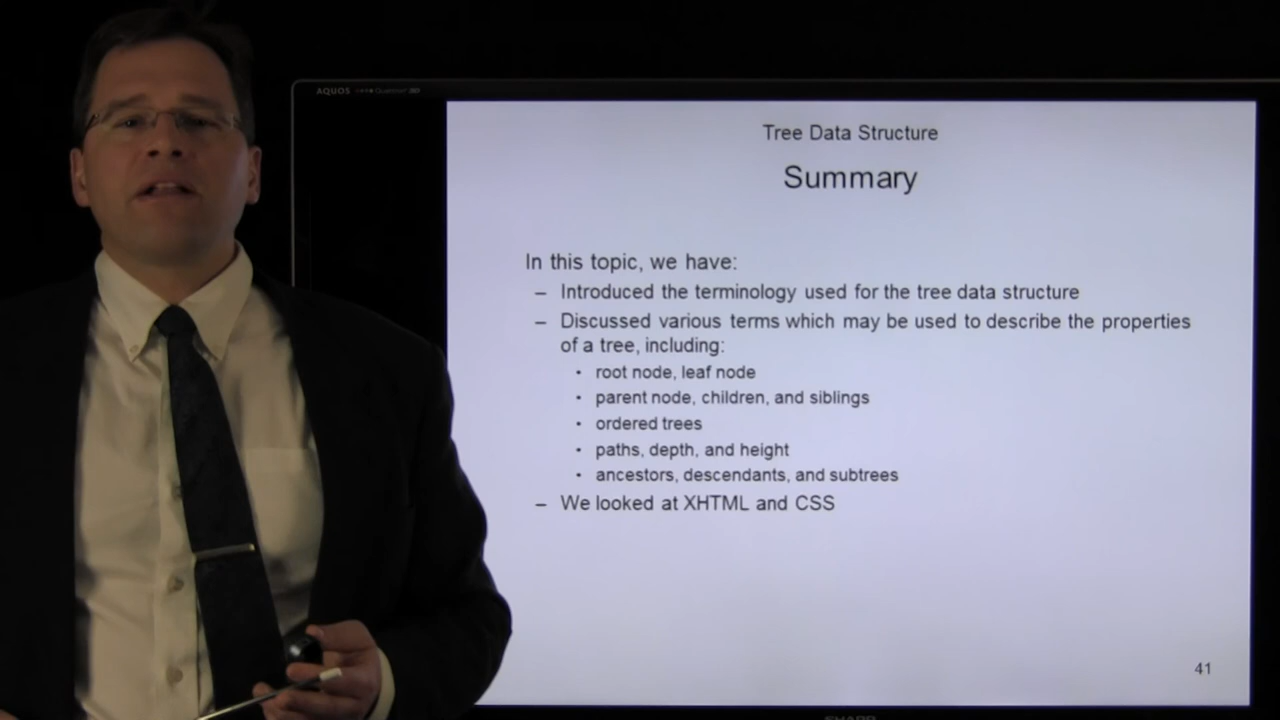 AQUOS
Tree Data Structure
Summary
In this topic, we have:
– Introduced the terminology used for the tree data structure
– Discussed various terms which may be used to describe the properties
of a tree, including:
• root node, leaf node
• parent node, children, and siblings
• ordered trees
• paths, depth, and height
• ancestors, descendants, and subtrees
– We looked at XHTML and CSS
41
SHARP